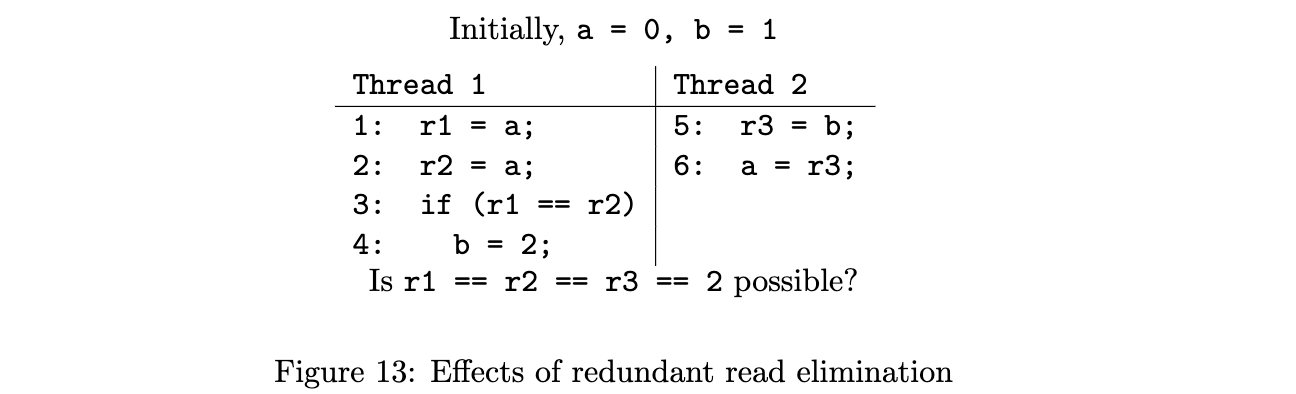 Initially, a = 0, b = 1
Thread 1 Thread 2
1: r1 = a; 5: r3 = b;
2: r2 = a; 6: a = r3;
3: if (r1 == r2)
4: b = 2;
Is r1 == r2 == r3 == 2 possible?
Figure 13: Effects of redundant read elimination